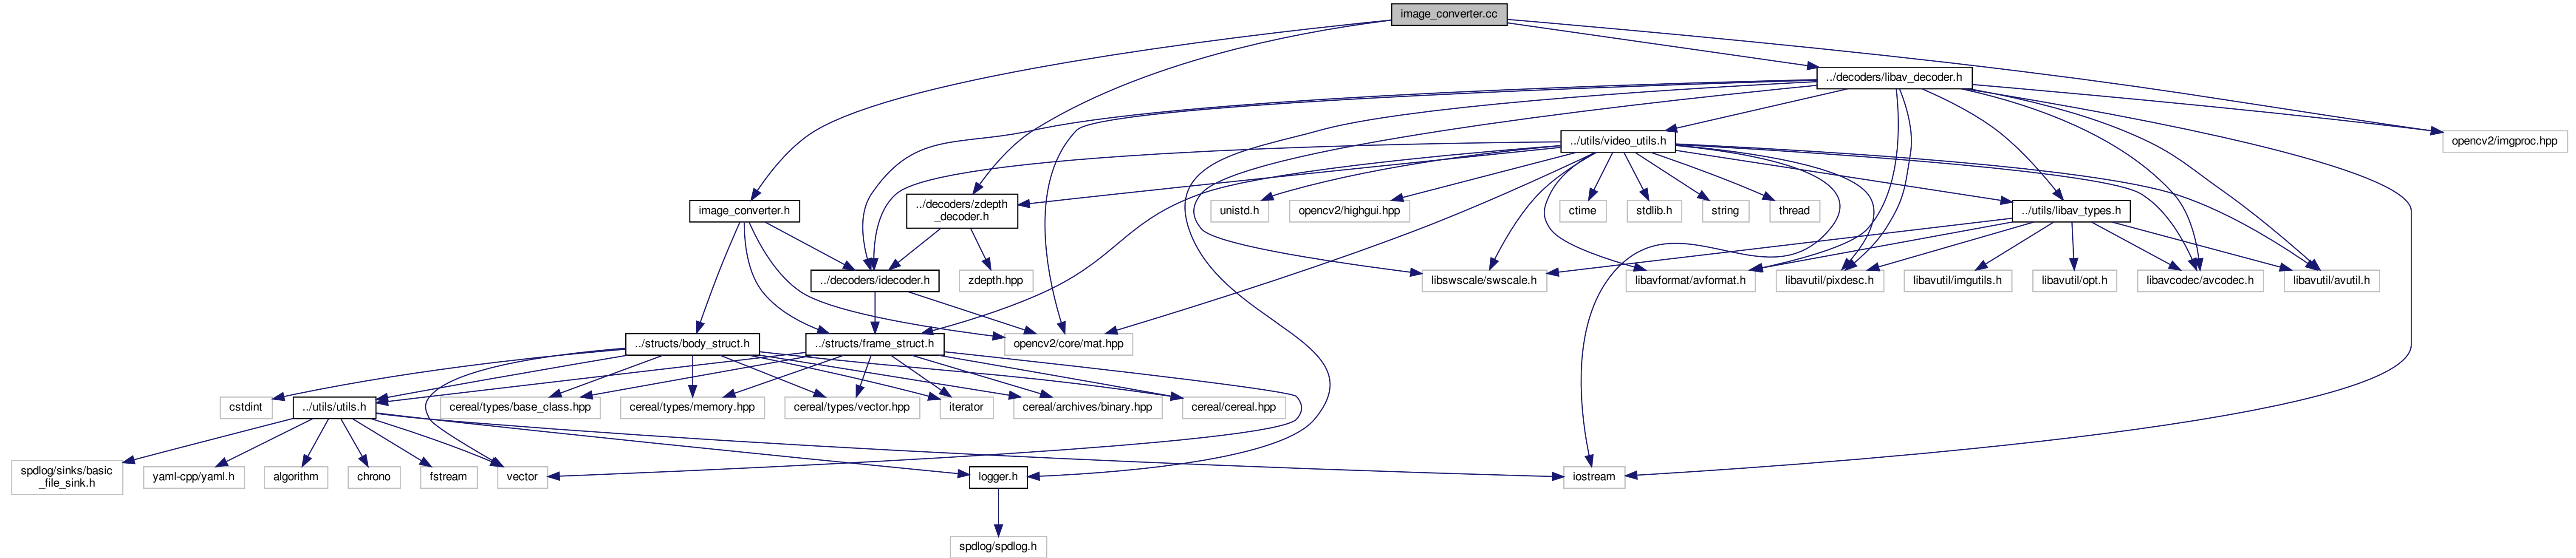 image_converter.cc
../decoders/libav_decoder.h
../utils/video_utils.h
opencv2/imgproc.hpp
image_converter.h
../decoders/zdepth
_decoder.h
unistd.h
opencv2/highgui.hpp
ctime
stdlib.h
string
thread
../utils/libav_types.h
../decoders/idecoder.h
zdepth.hpp
libswscale/swscale.h
libavformat/avformat.h
libavutil/pixdesc.h
libavutil/imgutils.h
libavutil/opt.h
libavcodec/avcodec.h
libavutil/avutil.h
../structs/body_struct.h
../structs/frame_struct.h
opencv2/core/mat.hpp
cstdint
../utils/utils.h
cereal/types/base_class.hpp
cereal/types/memory.hpp
cereal/types/vector.hpp
iterator
cereal/archives/binary.hpp
cereal/cereal.hpp
spdlog/sinks/basic
_file_sink.h
yaml-cpp/yaml.h
algorithm
chrono
fstream
vector
logger.h
iostream
spdlog/spdlog.h